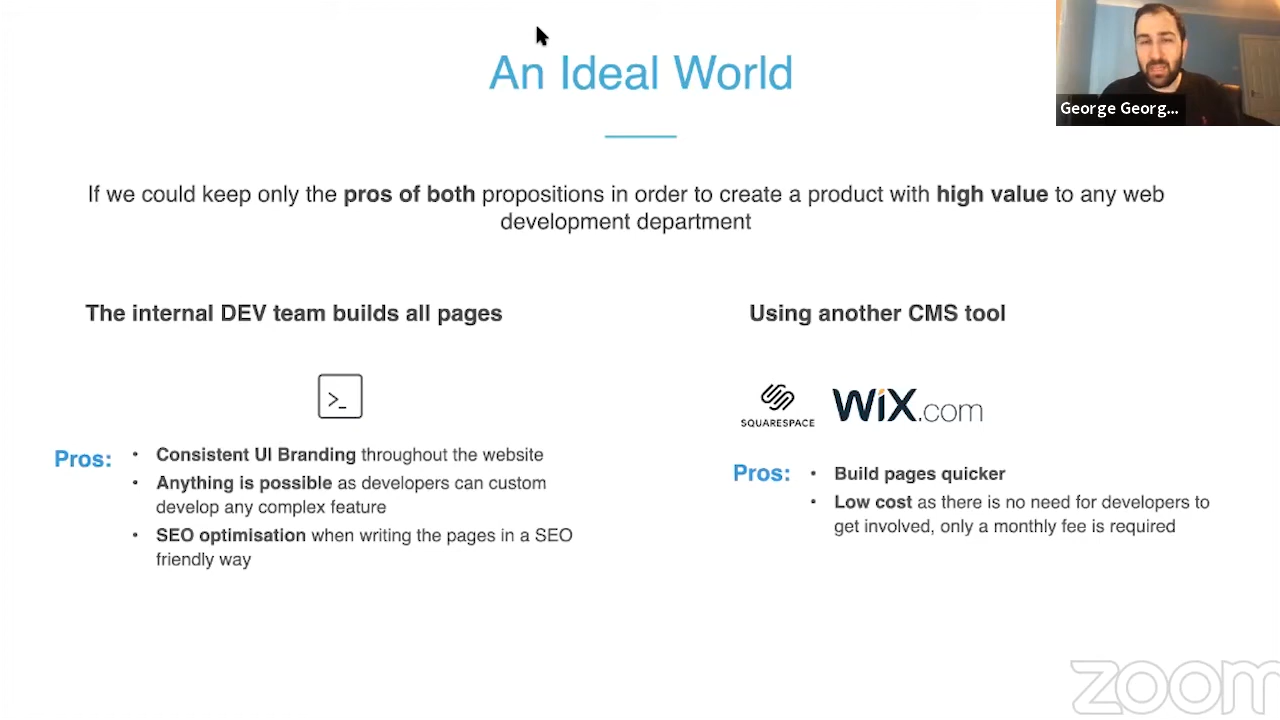 An Ideal World
George Georg...
If we could keep only the pros of both propositions in order to create a product with high value to any web
development department
The internal DEV team builds all pages
>_
Pros:
• Consistent UI Branding throughout the website
• Anything is possible as developers can custom
develop any complex feature
• SEO optimisation when writing the pages in a SEO
friendly way
Using another CMS tool
SQUARESPACE
WiX.com
Pros:
• Build pages quicker
• Low cost as there is no need for developers to
get involved, only a monthly fee is required
zoom